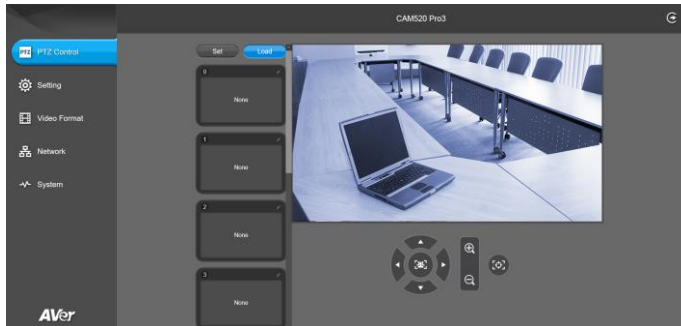 CAM520 Pro3
PTZ PTZ Control
Setting
Video Format
Network
System
AVer
Set Load
0
None
1
None
2
None
3
None